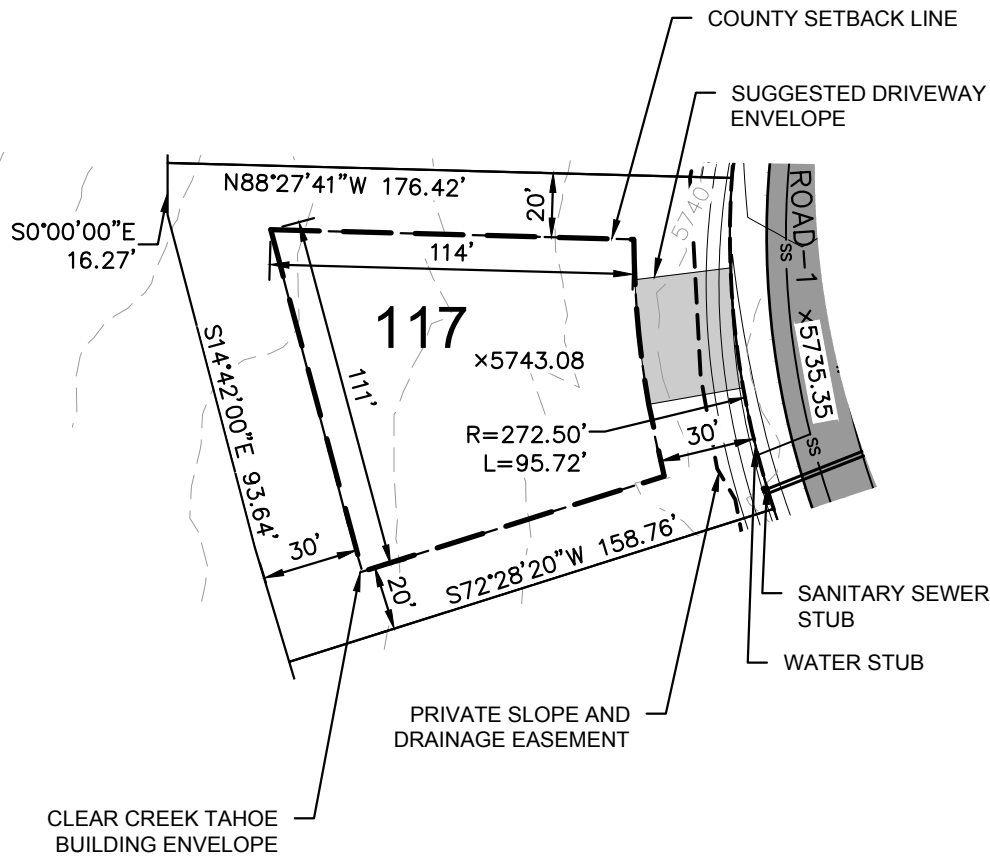 COUNTY SETBACK LINE
SUGGESTED DRIVEWAY
ENVELOPE
N88°27'41"W 176.42'
20'
S0°00'00"E
16.27'
5740
ROAD-1
SS
114'
117
×5743.08
×5735.35
S14°42'00"E 93.64'
111'
R=272.50'
L=95.72'
30'
SS
30'
20'
S72°28'20"W 158.76'
SANITARY SEWER
STUB
WATER STUB
PRIVATE SLOPE AND
DRAINAGE EASEMENT
CLEAR CREEK TAHOE
BUILDING ENVELOPE